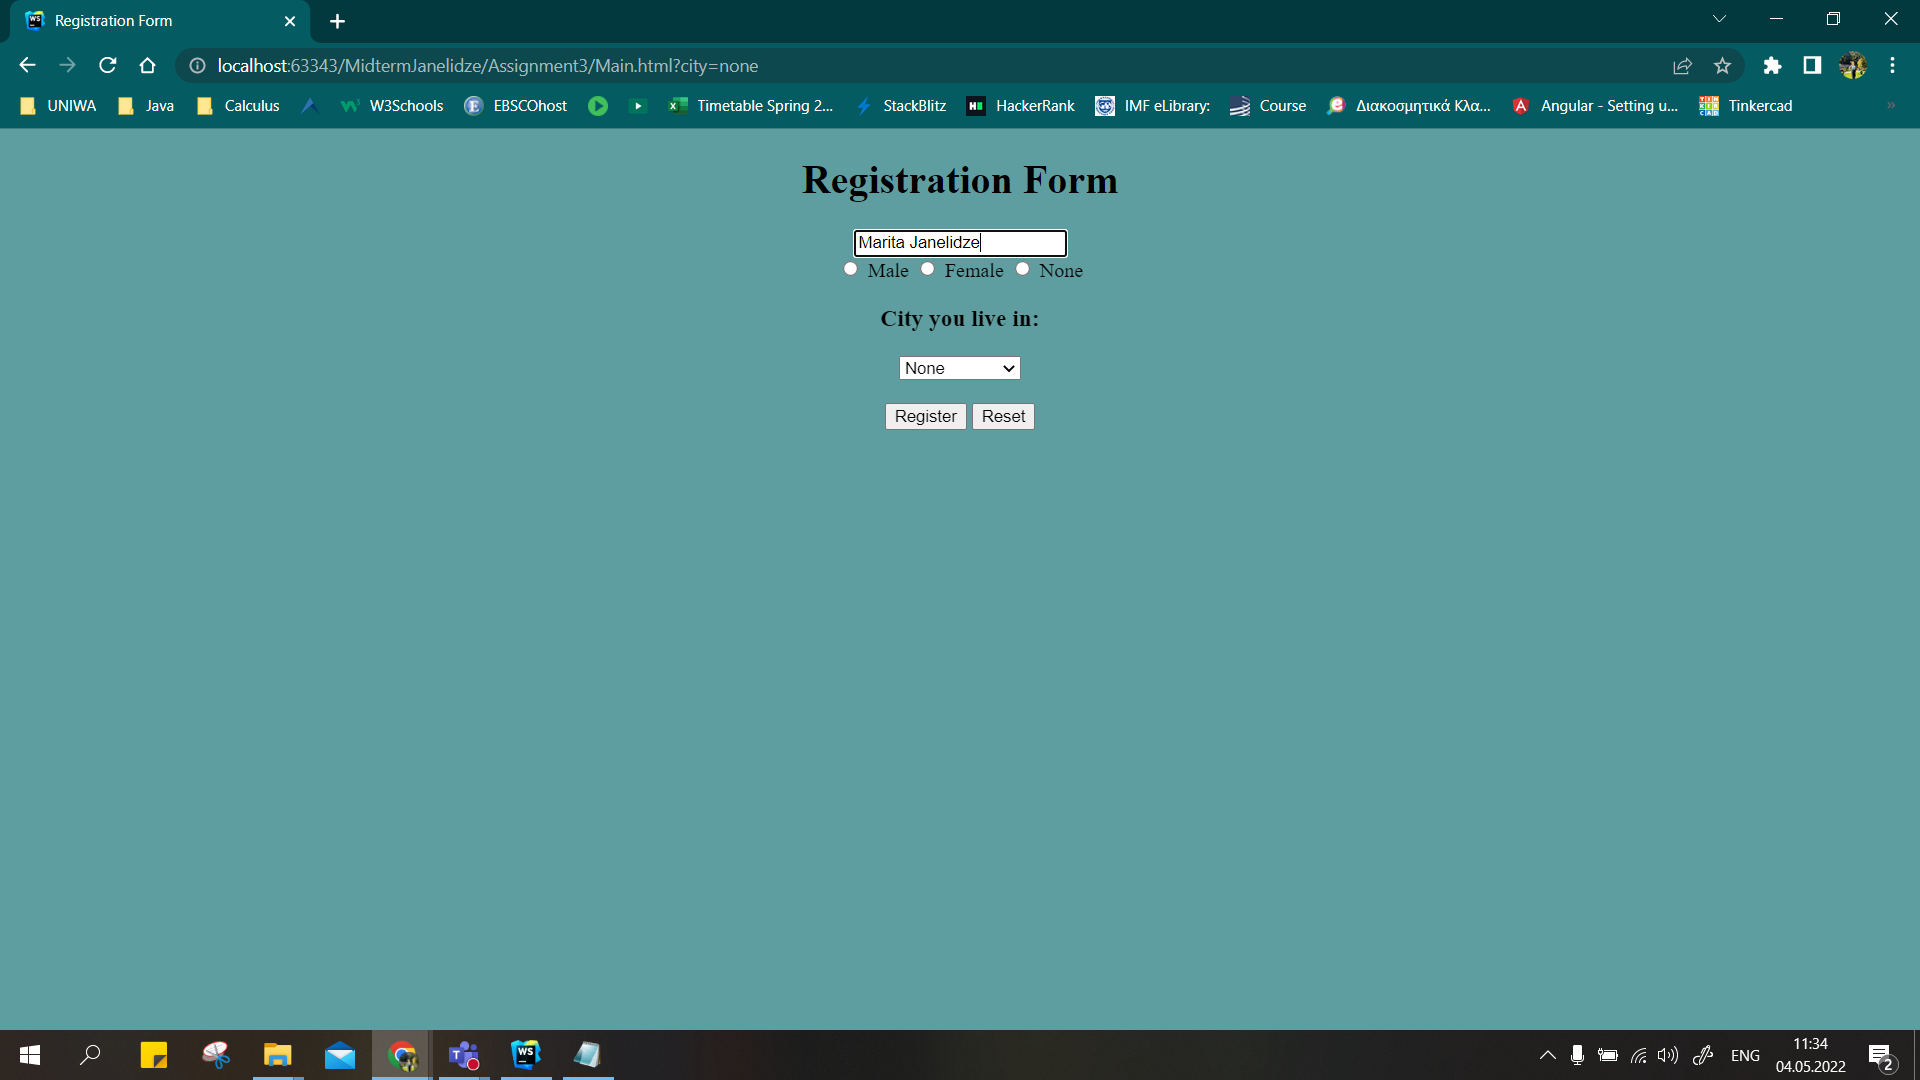 Registration Form
localhost:63343/MidtermJanelidze/Assignment3/Main.html?city=none
UNIWA Java Calculus W3Schools EBSCOhost Timetable Spring 2... StackBlitz HackerRank IMF eLibrary: Course Διακοσμητικά Κλα... Angular - Setting u... Tinkercad
Registration Form
Marita Janelidze
Male Female None
City you live in:
None
Register Reset
ENG
11:34
04.05.2022
2